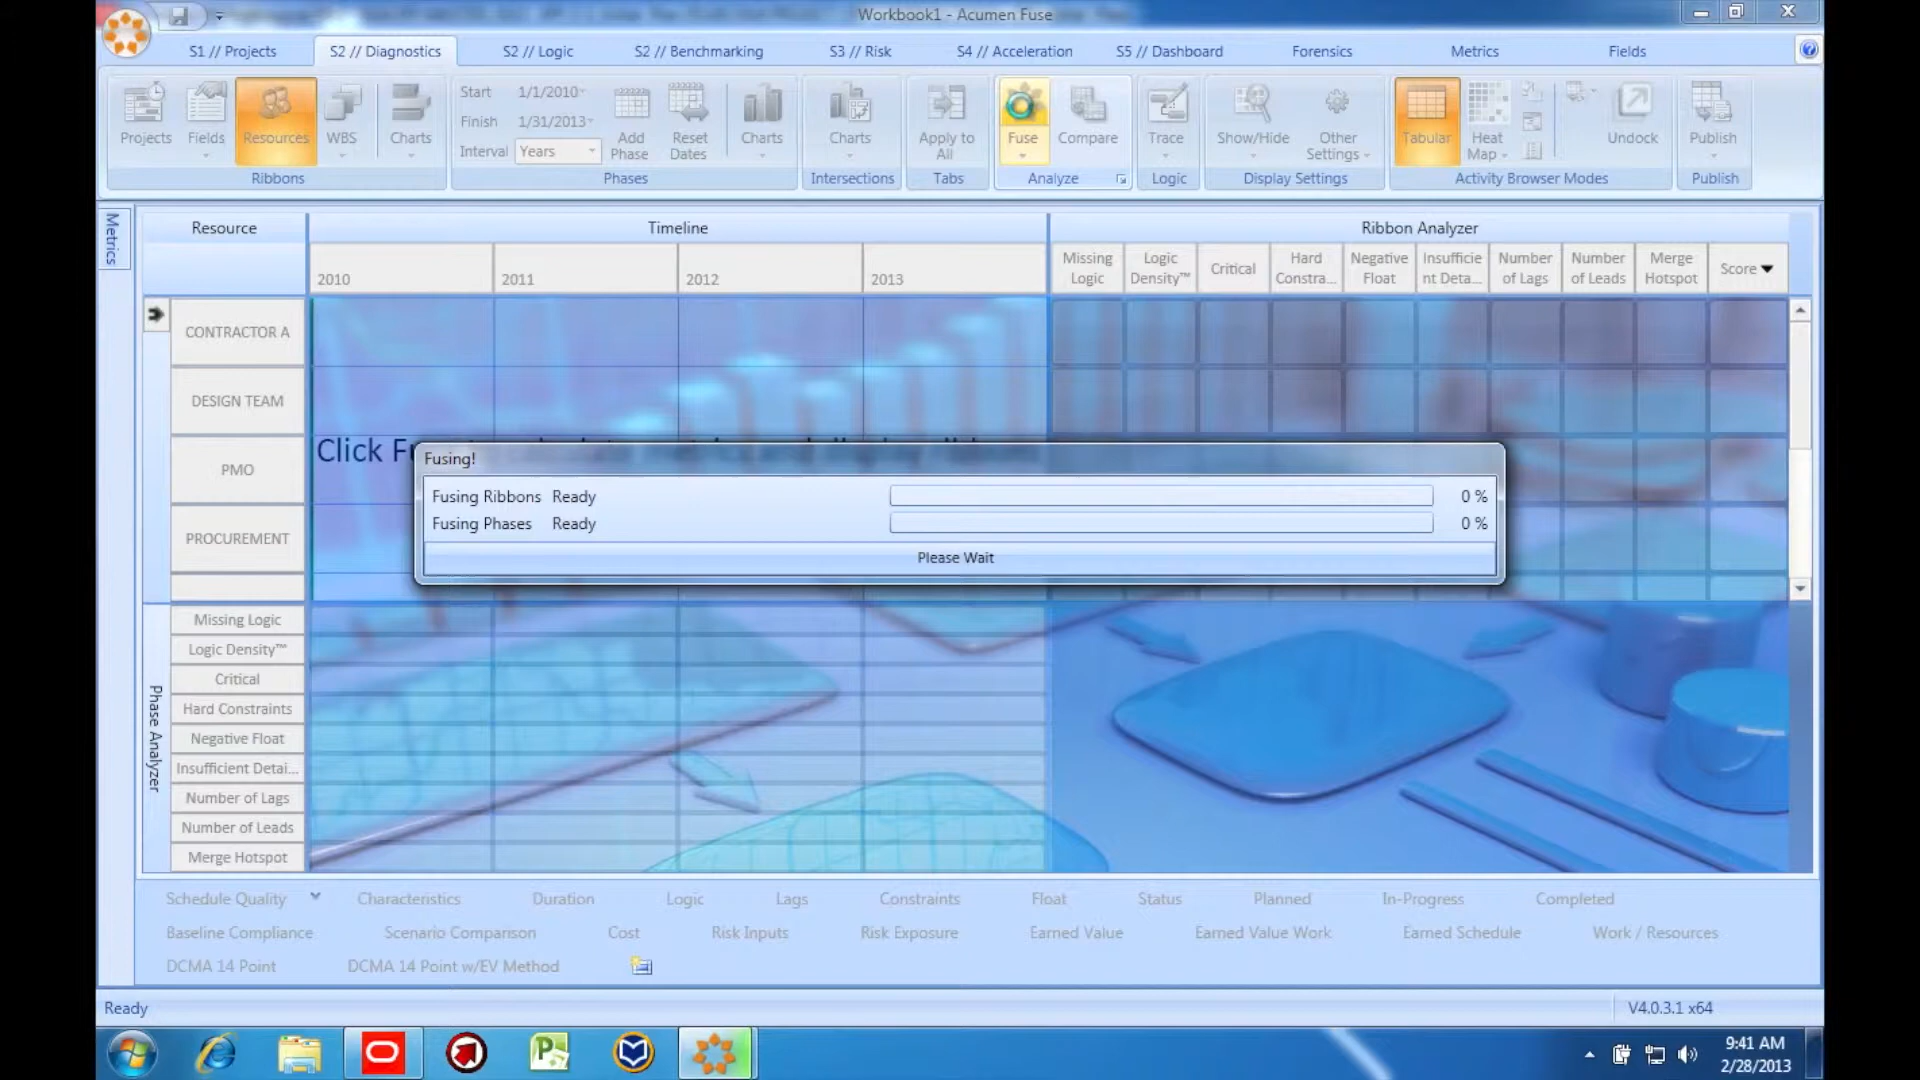 Workbook1 - Acumen Fuse
S1 // Projects
S2 // Diagnostics
S2 // Logic
S2 // Benchmarking
S3 // Risk
S4 // Acceleration
S5 // Dashboard
Forensics
Metrics
Fields
Projects
Fields
Resources
WBS
Charts
Ribbons
Start 1/1/2010
Finish 1/31/2013
Interval Years
Add
Phase
Reset
Dates
Charts
Phases
Charts
Intersections
Apply to
All
Tabs
Fuse
Compare
Analyze
Trace
Logic
Show/Hide
Other
Settings
Display Settings
Tabular
Heat
Map
Undock
Activity Browser Modes
Publish
Publish
Metrics
Resource
Timeline
Ribbon Analyzer
2010
2011
2012
2013
Missing
Logic
Logic
Density™
Critical
Hard
Constra...
Negative
Float
Insufficie
nt Deta...
Number
of Lags
Number
of Leads
Merge
Hotspot
Score
CONTRACTOR A
DESIGN TEAM
PMO
PROCUREMENT
Click
Fusing!
Fusing Ribbons Ready 0 %
Fusing Phases Ready 0 %
Please Wait
Phase Analyzer
Missing Logic
Logic Density™
Critical
Hard Constraints
Negative Float
Insufficient Detai...
Number of Lags
Number of Leads
Merge Hotspot
Schedule Quality Characteristics Duration Logic Lags Constraints Float Status Planned In-Progress Completed
Baseline Compliance Scenario Comparison Cost Risk Inputs Risk Exposure Earned Value Earned Value Work Earned Schedule Work / Resources
DCMA 14 Point DCMA 14 Point w/EV Method
Ready
V4.0.3.1 x64
9:41 AM
2/28/2013